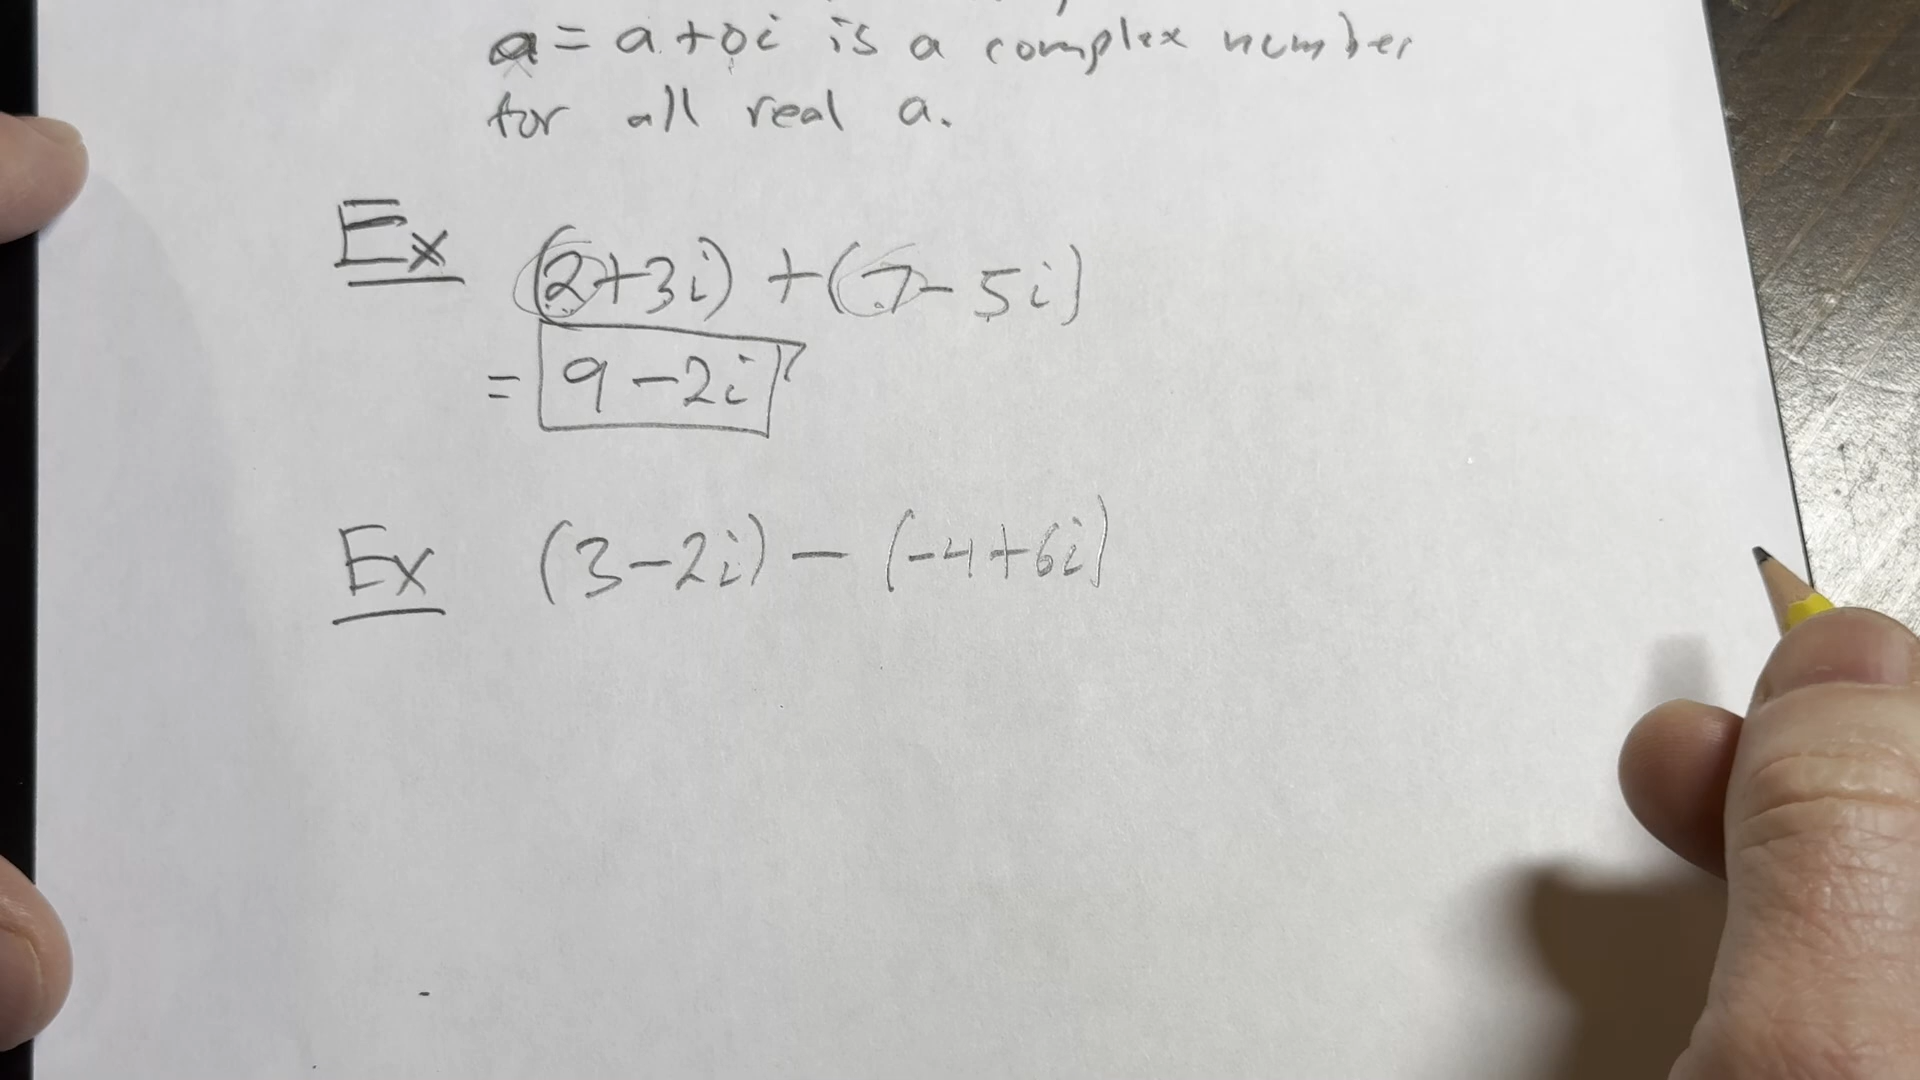 a = a + 0i is a complex number
for all real a.
Ex (2+3i) + (7-5i)
= 9-2i
Ex (3-2i) - (-4+6i)